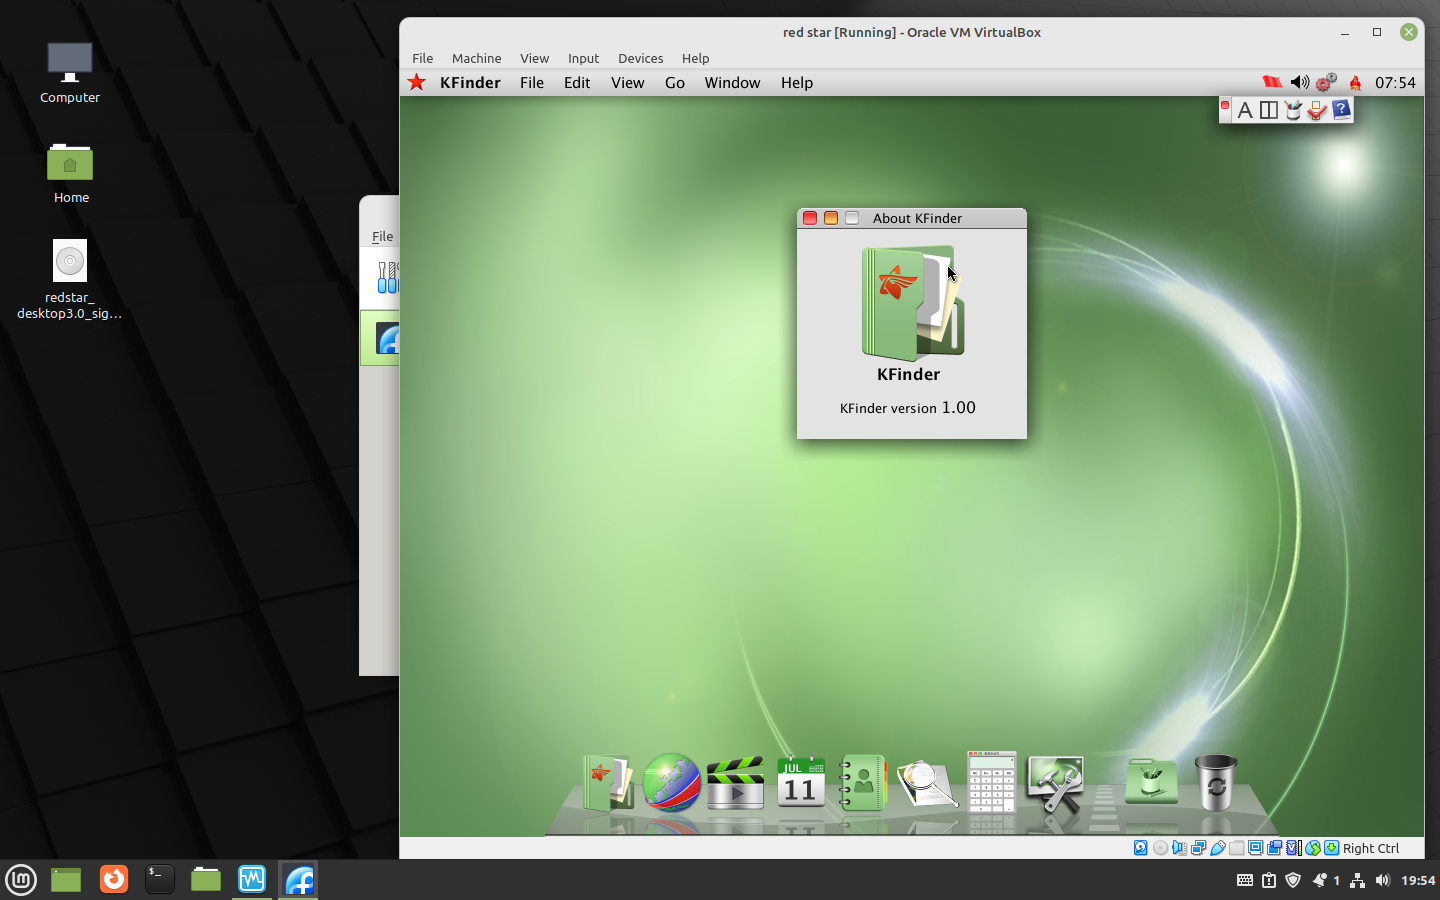 Computer
Home
redstar_
desktop3.0_sig...
File
red star [Running] - Oracle VM VirtualBox
File Machine View Input Devices Help
KFinder File Edit View Go Window Help 07:54
A
?
About KFinder
KFinder
KFinder version 1.00
JUL
11
Right Ctrl
$_
lm
1
19:54